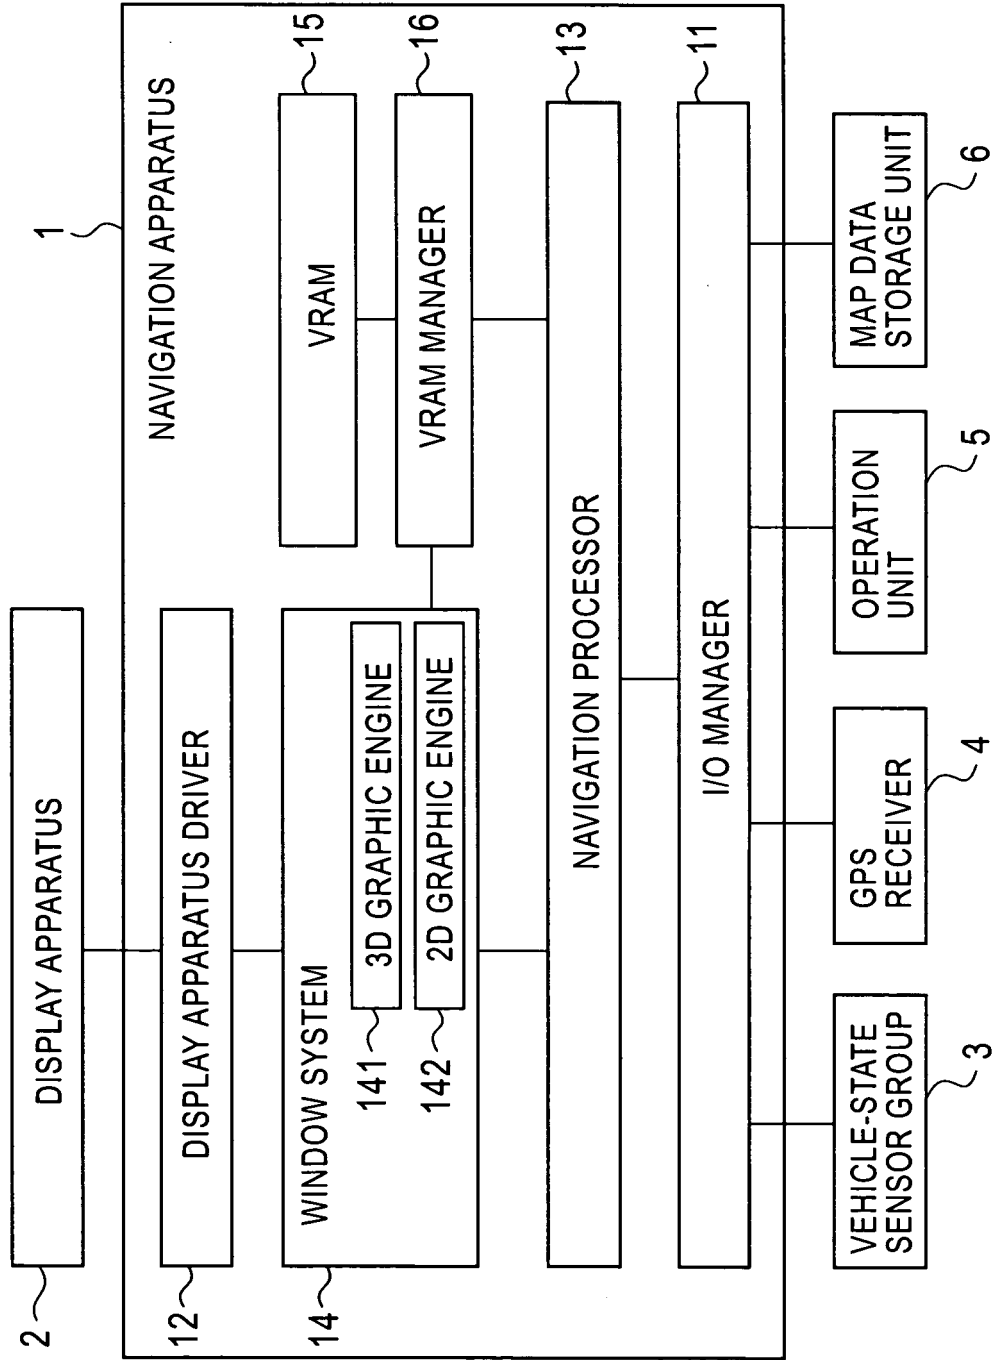 2
DISPLAY APPARATUS
1
NAVIGATION APPARATUS
12
DISPLAY APPARATUS DRIVER
14
WINDOW SYSTEM
141
3D GRAPHIC ENGINE
142
2D GRAPHIC ENGINE
15
VRAM
16
VRAM MANAGER
13
NAVIGATION PROCESSOR
11
I/O MANAGER
VEHICLE-STATE
SENSOR GROUP
3
GPS
RECEIVER
4
OPERATION
UNIT
5
MAP DATA
STORAGE UNIT
6